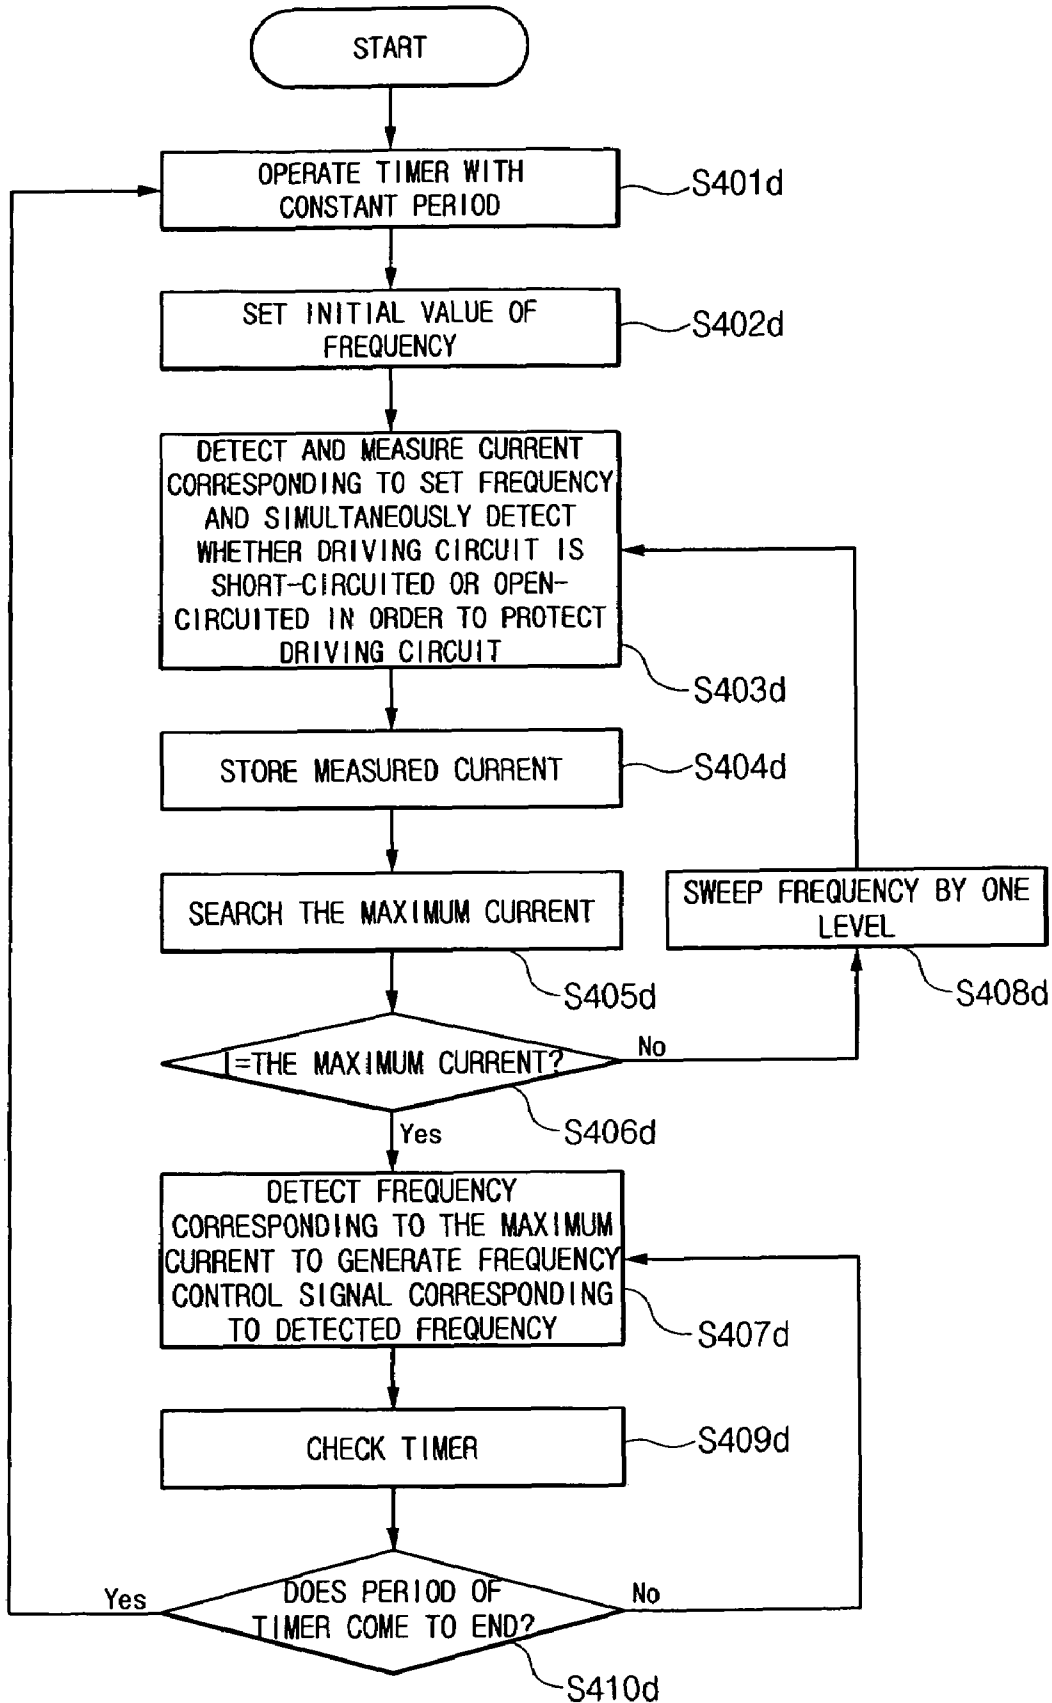 START
OPERATE TIMER WITH
CONSTANT PERIOD
S401d
SET INITIAL VALUE OF
FREQUENCY
S402d
DETECT AND MEASURE CURRENT
CORRESPONDING TO SET FREQUENCY
AND SIMULTANEOUSLY DETECT
WHETHER DRIVING CIRCUIT IS
SHORT-CIRCUITED OR OPEN-
CIRCUITED IN ORDER TO PROTECT
DRIVING CIRCUIT
S403d
STORE MEASURED CURRENT
S404d
SEARCH THE MAXIMUM CURRENT
S405d
SWEEP FREQUENCY BY ONE
LEVEL
S408d
I=THE MAXIMUM CURRENT?
No
S406d
Yes
DETECT FREQUENCY
CORRESPONDING TO THE MAXIMUM
CURRENT TO GENERATE FREQUENCY
CONTROL SIGNAL CORRESPONDING
TO DETECTED FREQUENCY
S407d
CHECK TIMER
S409d
Yes
DOES PERIOD OF
TIMER COME TO END?
No
S410d